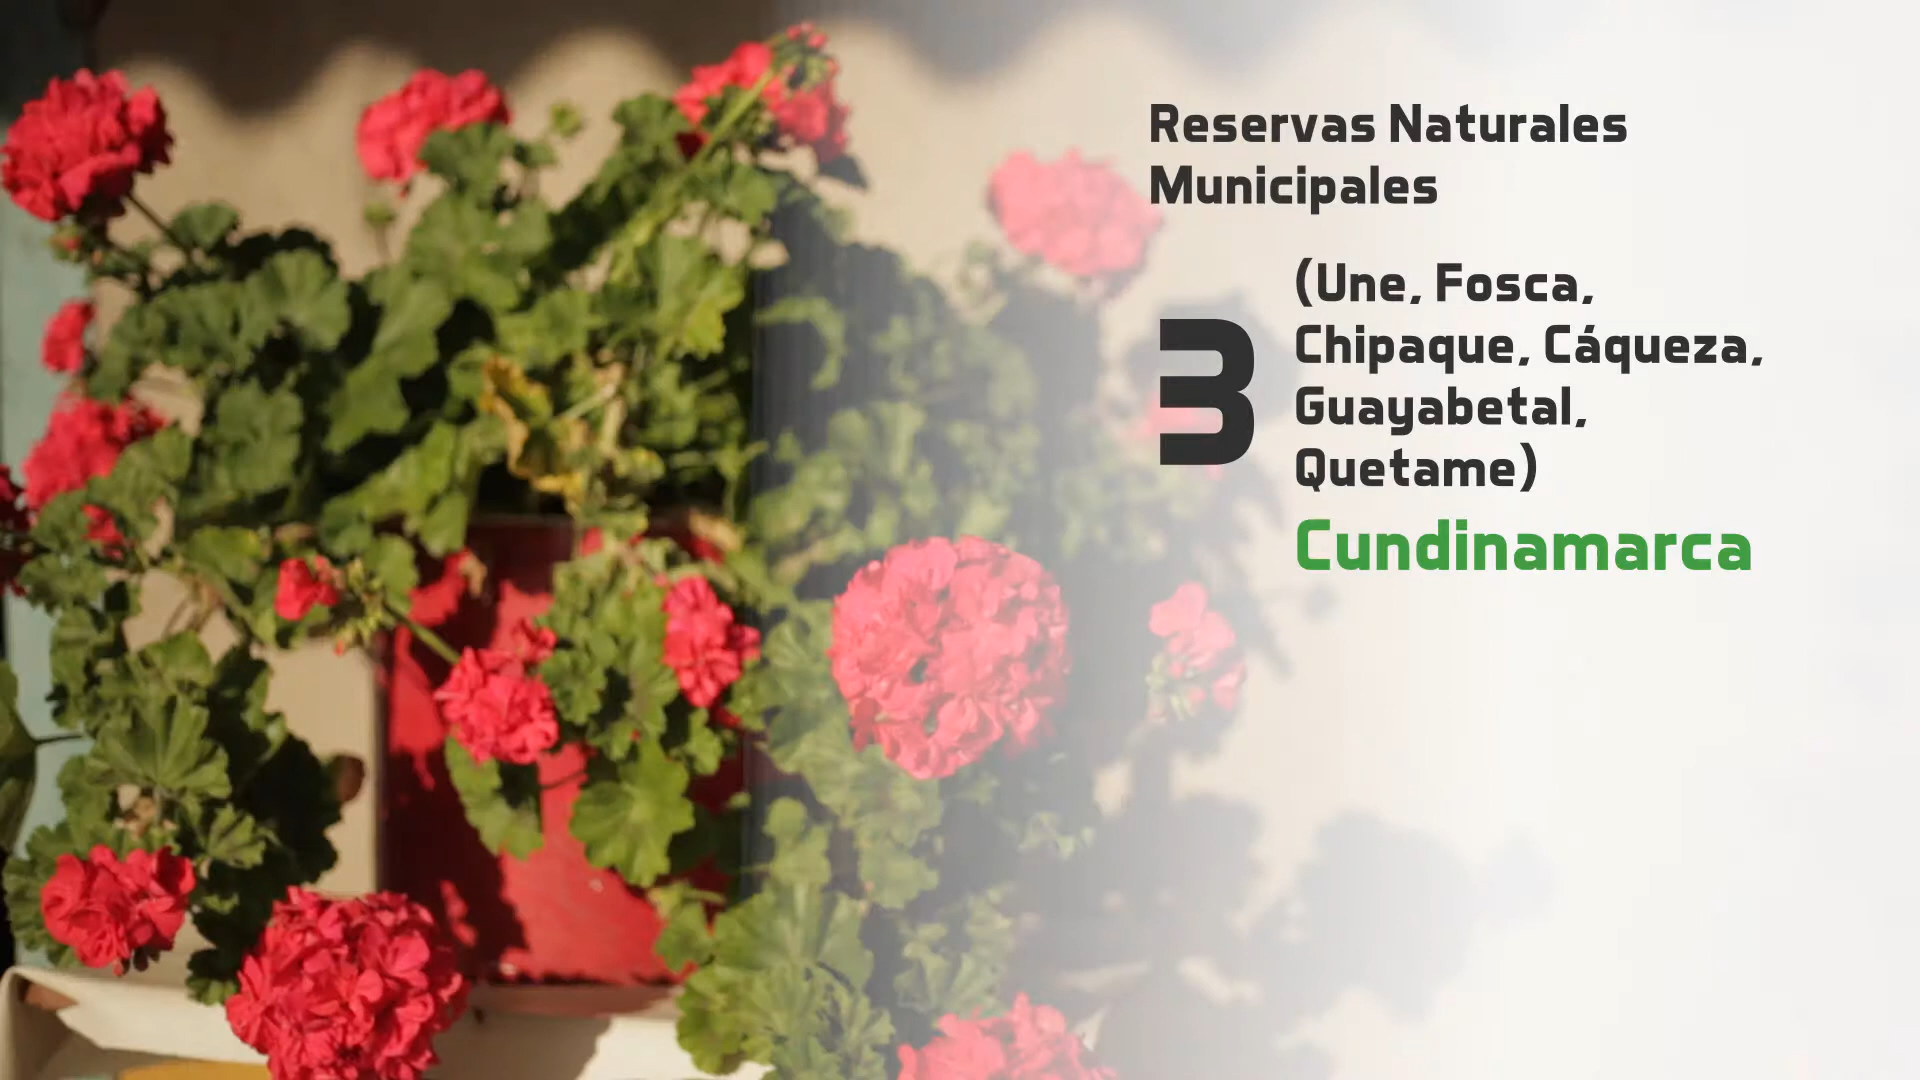 Reservas Naturales
Municipales
3
(Une, Fosca,
Chipaque, Cáqueza,
Guayabetal,
Quetame)
Cundinamarca